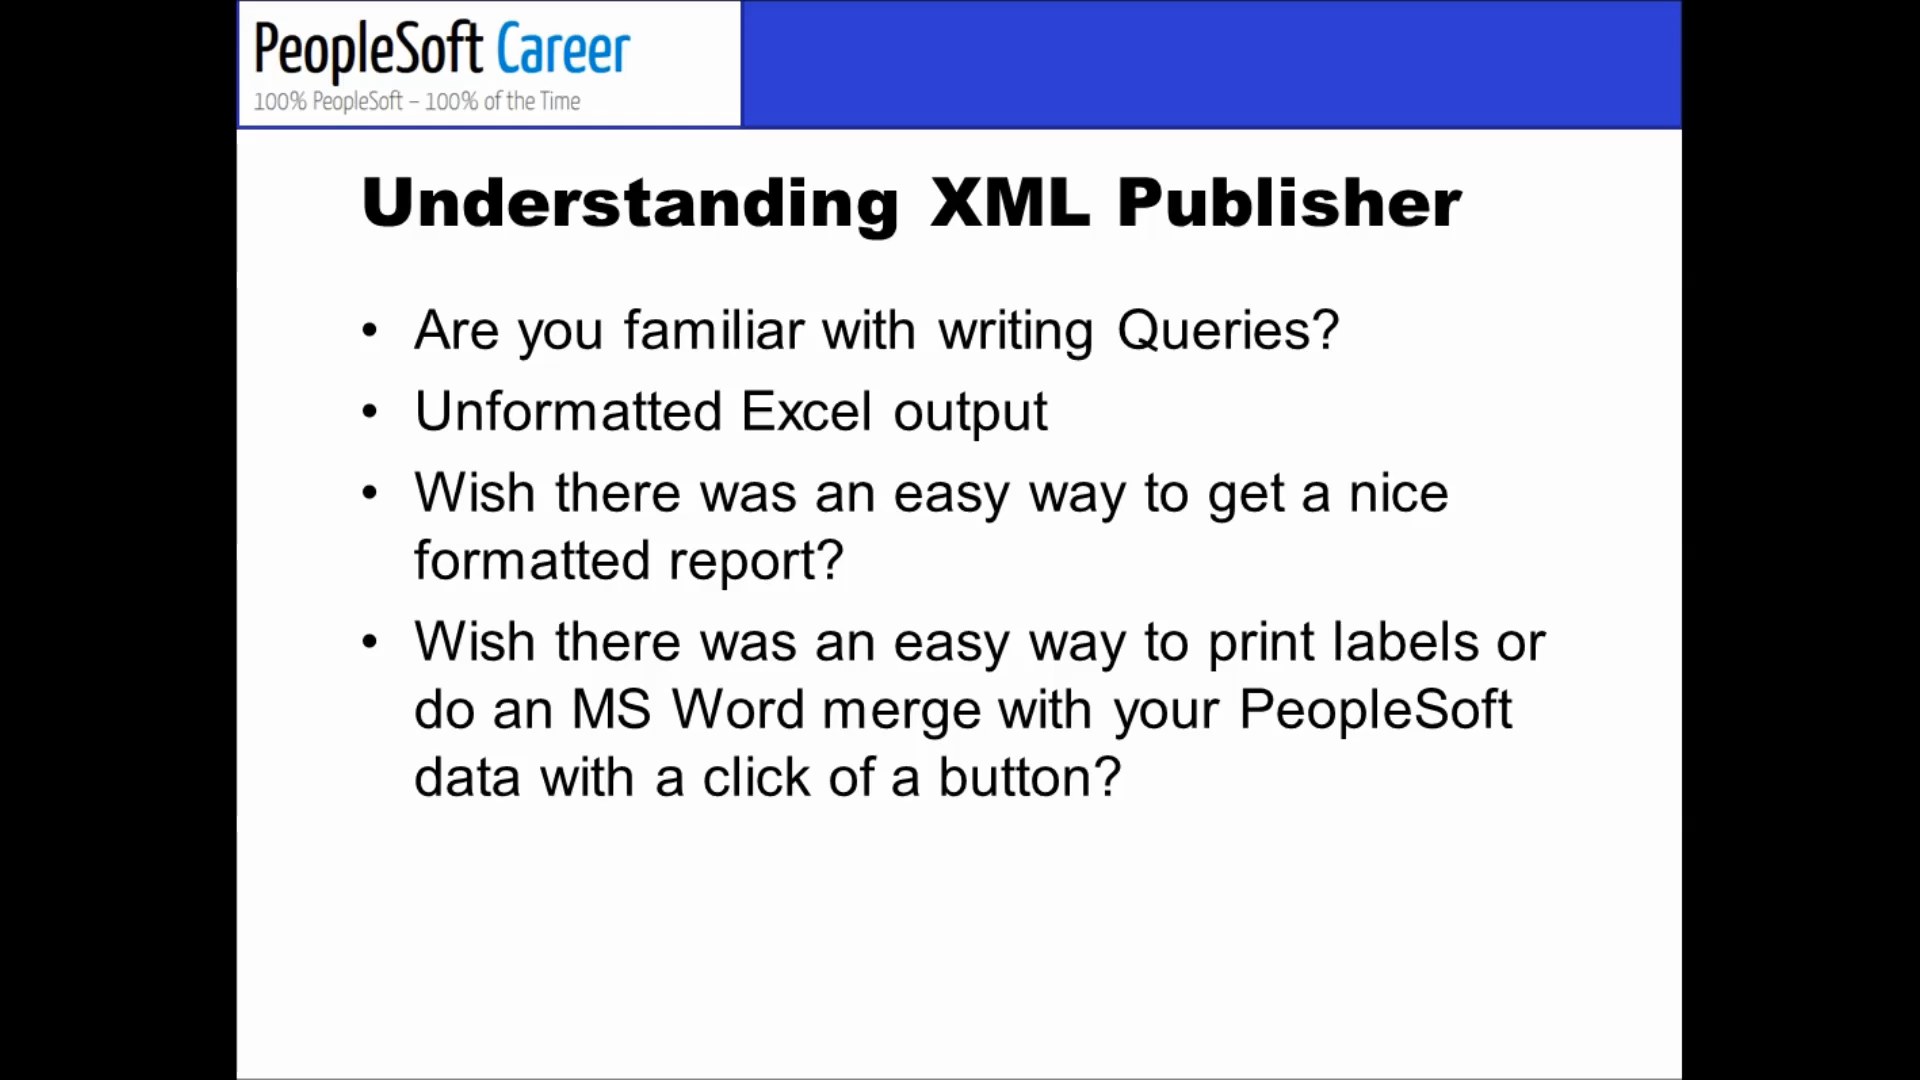 PeopleSoft Career
100% PeopleSoft – 100% of the Time
Understanding XML Publisher
• Are you familiar with writing Queries?
• Unformatted Excel output
• Wish there was an easy way to get a nice
formatted report?
• Wish there was an easy way to print labels or
do an MS Word merge with your PeopleSoft
data with a click of a button?